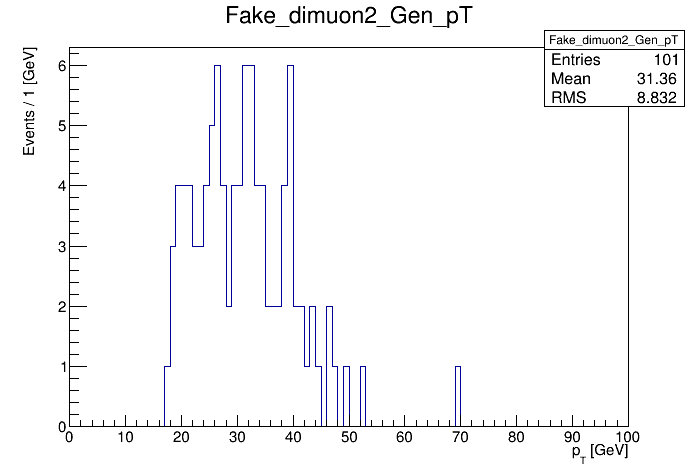 Fake_dimuon2_Gen_pT
Fake_dimuon2_Gen_pT
Entries 101
Mean 31.36
RMS 8.832
Events / 1 [GeV]
6
5
4
3
2
1
0
0 10 20 30 40 50 60 70 80 90 100
p_T [GeV]